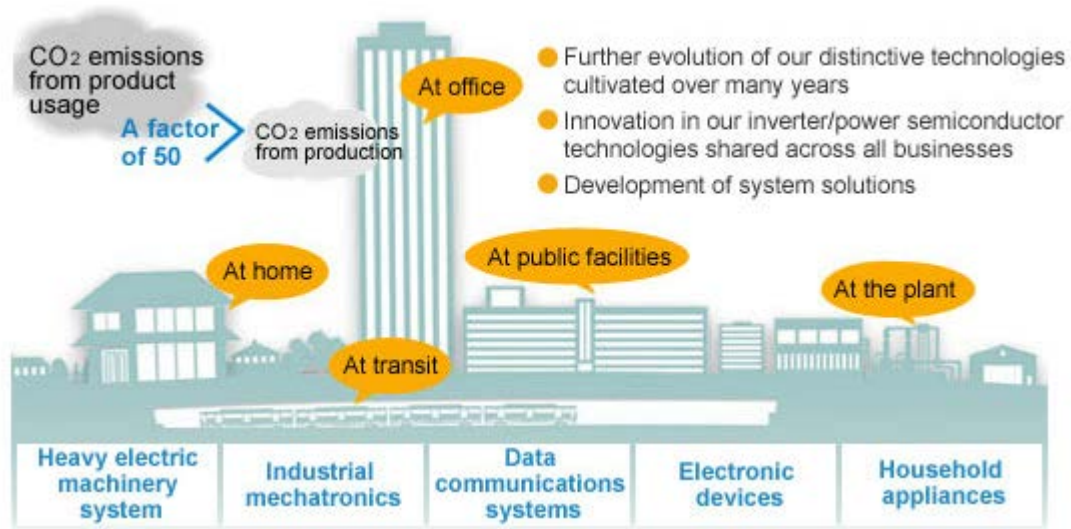 CO2 emissions
from product
usage
A factor
of 50
CO2 emissions
from production
At office
Further evolution of our distinctive technologies
cultivated over many years
Innovation in our inverter/power semiconductor
technologies shared across all businesses
Development of system solutions
At home
At public facilities
At the plant
At transit
Heavy electric
machinery
system
Industrial
mechatronics
Data
communications
systems
Electronic
devices
Household
appliances